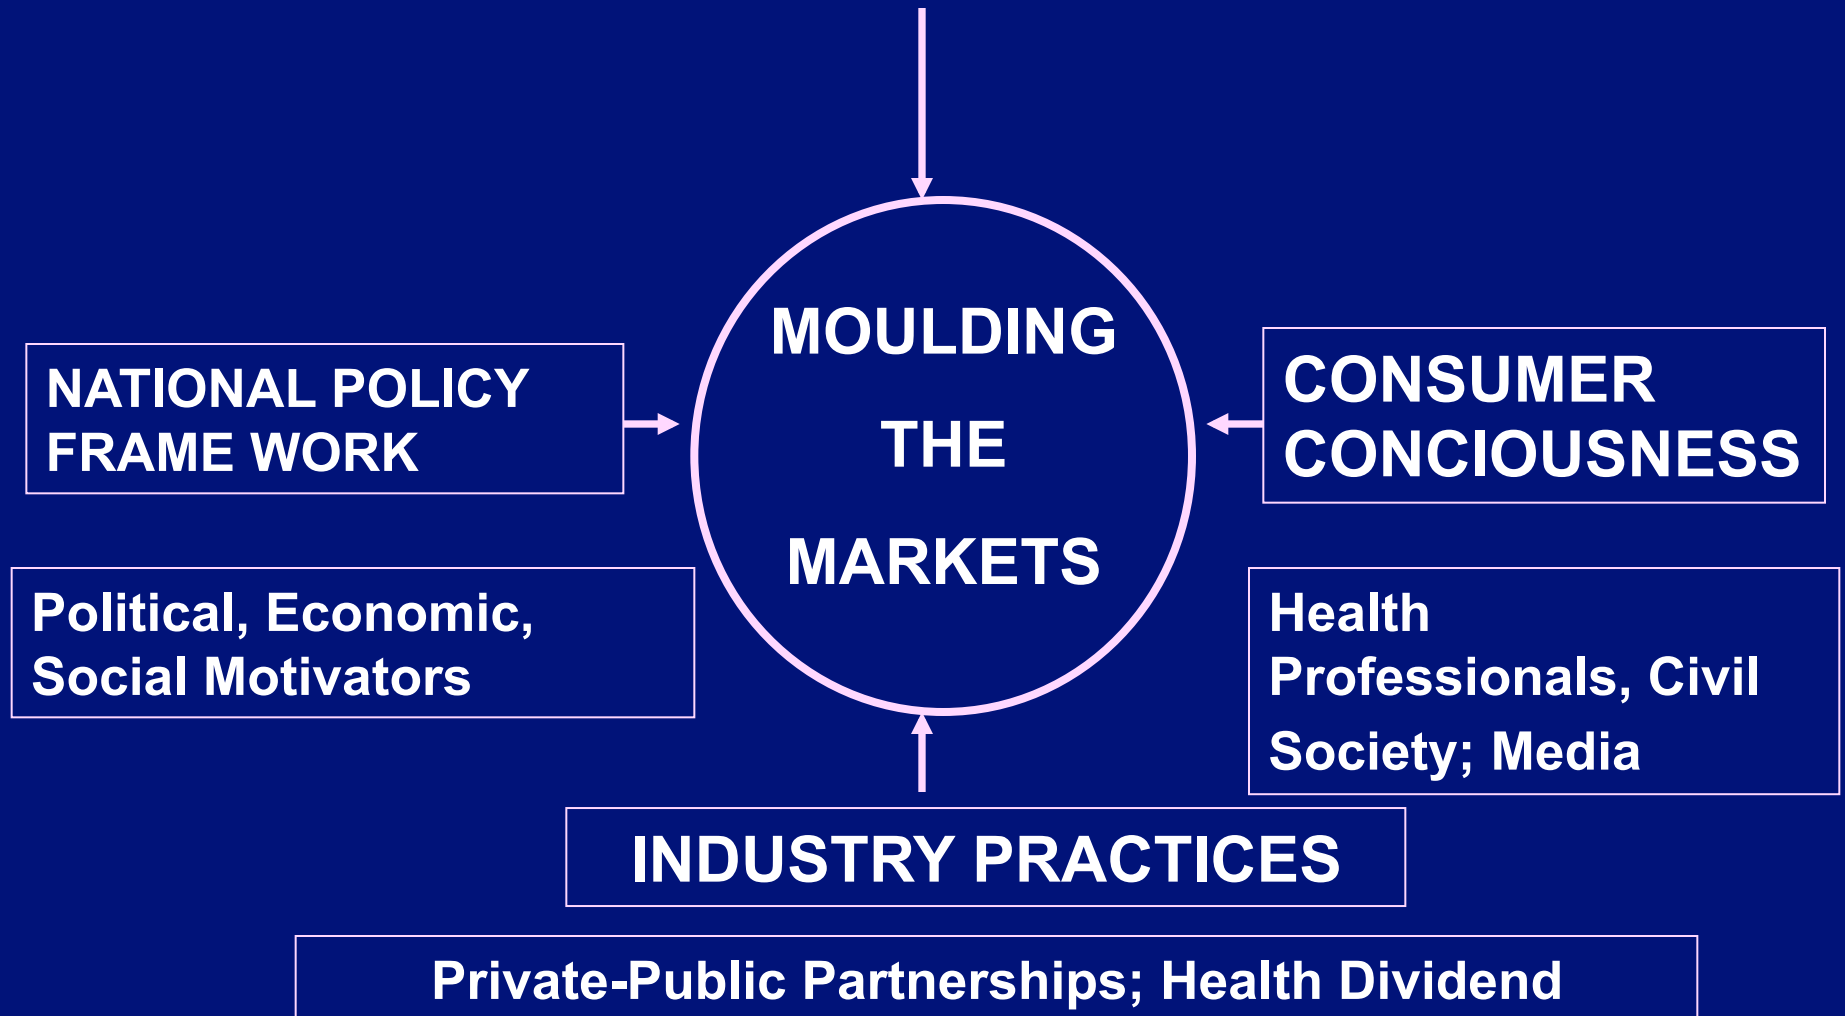 MOULDING
THE
MARKETS
NATIONAL POLICY
FRAME WORK
CONSUMER
CONCIOUSNESS
Political, Economic,
Social Motivators
Health
Professionals, Civil
Society; Media
INDUSTRY PRACTICES
Private-Public Partnerships; Health Dividend